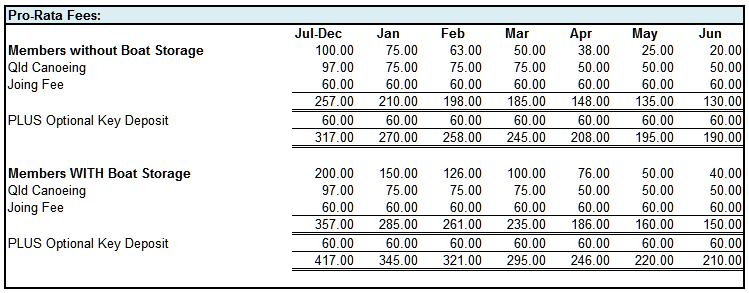 Pro-Rata Fees:
Jul-Dec Jan Feb Mar Apr May Jun
Members without Boat Storage 100.00 75.00 63.00 50.00 38.00 25.00 20.00
Qld Canoeing 97.00 75.00 75.00 75.00 50.00 50.00 50.00
Joing Fee 60.00 60.00 60.00 60.00 60.00 60.00 60.00
257.00 210.00 198.00 185.00 148.00 135.00 130.00
PLUS Optional Key Deposit 60.00 60.00 60.00 60.00 60.00 60.00 60.00
317.00 270.00 258.00 245.00 208.00 195.00 190.00
Members WITH Boat Storage 200.00 150.00 126.00 100.00 76.00 50.00 40.00
Qld Canoeing 97.00 75.00 75.00 75.00 50.00 50.00 50.00
Joing Fee 60.00 60.00 60.00 60.00 60.00 60.00 60.00
357.00 285.00 261.00 235.00 186.00 160.00 150.00
PLUS Optional Key Deposit 60.00 60.00 60.00 60.00 60.00 60.00 60.00
417.00 345.00 321.00 295.00 246.00 220.00 210.00